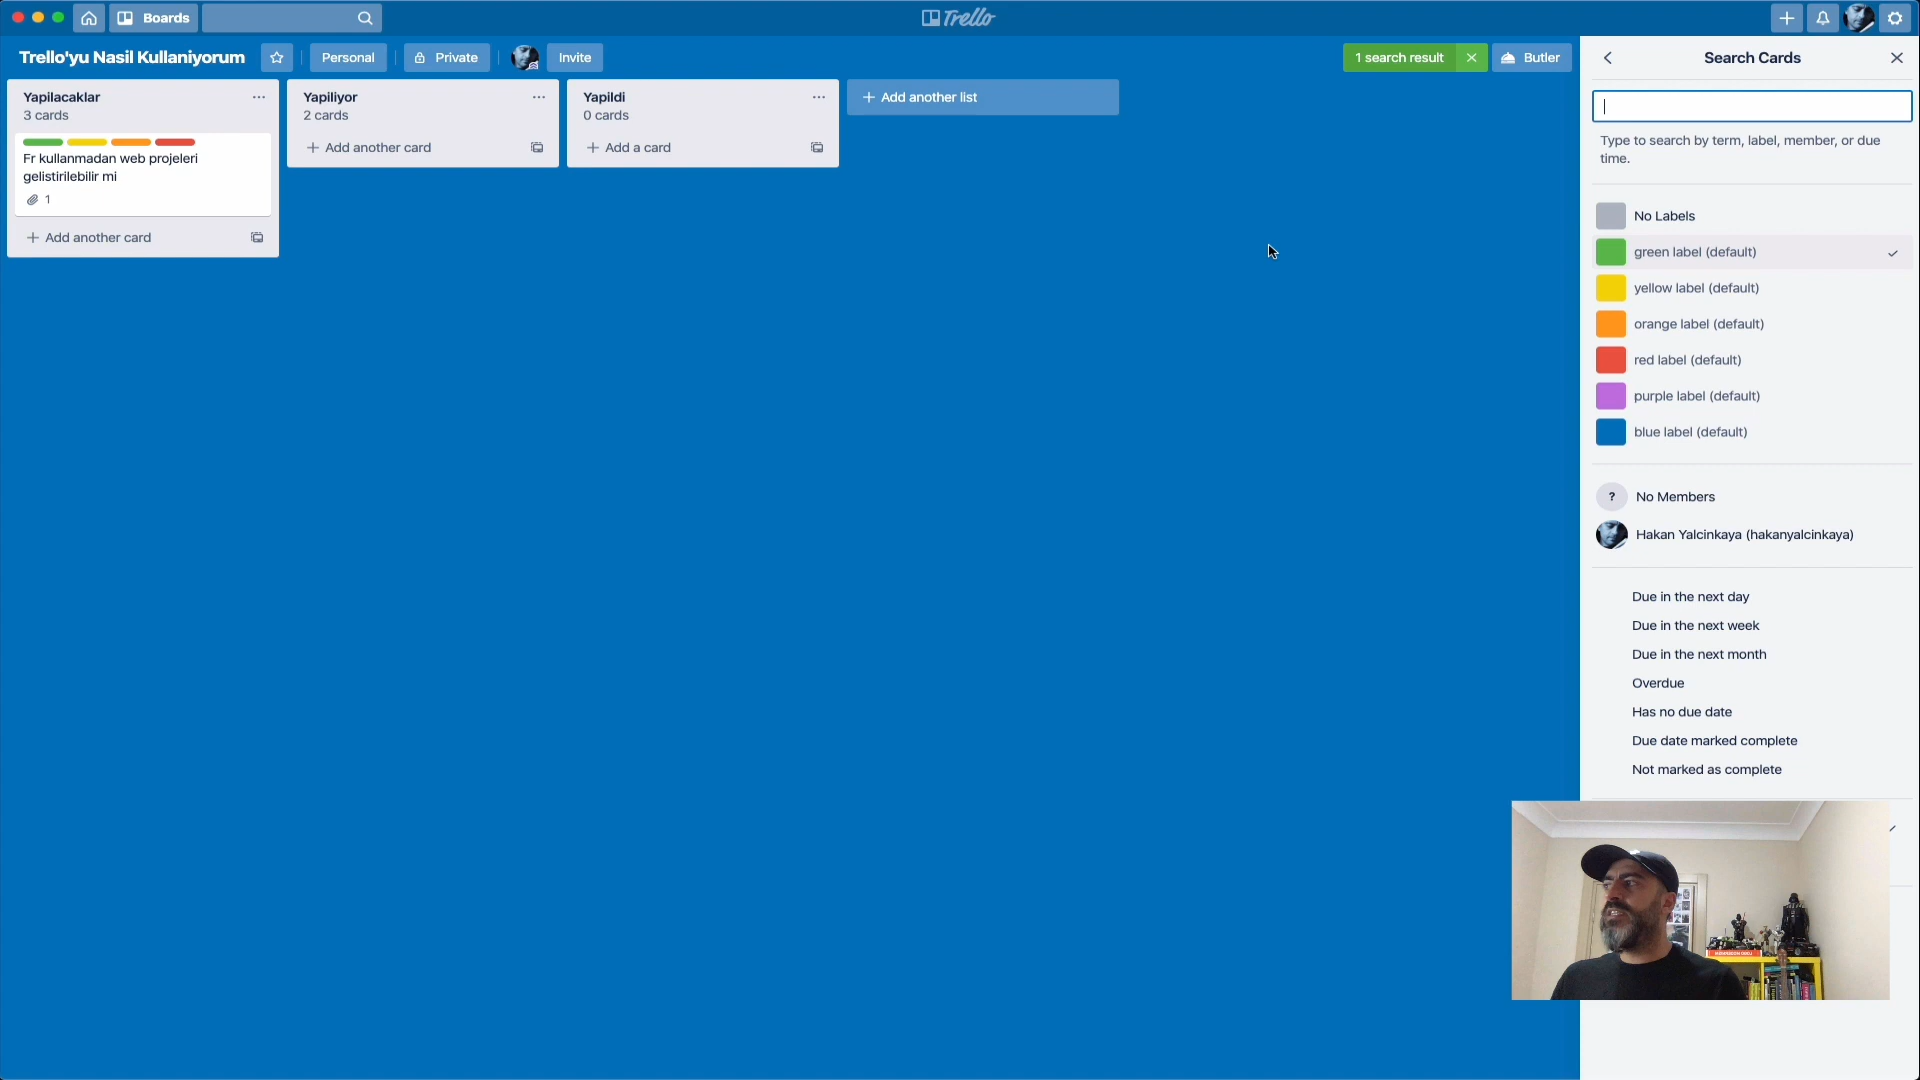 Boards
Trello
Trello'yu Nasil Kullaniyorum
Personal
Private
Invite
1 search result
Butler
Yapilacaklar
3 cards
Fr kullanmadan web projeleri
gelistirilebilir mi
1
Add another card
Yapiliyor
2 cards
Add another card
Yapildi
0 cards
Add a card
Add another list
Search Cards
Type to search by term, label, member, or due
time.
No Labels
green label (default)
yellow label (default)
orange label (default)
red label (default)
purple label (default)
blue label (default)
? No Members
Hakan Yalcinkaya (hakanyalcinkaya)
Due in the next day
Due in the next week
Due in the next month
Overdue
Has no due date
Due date marked complete
Not marked as complete